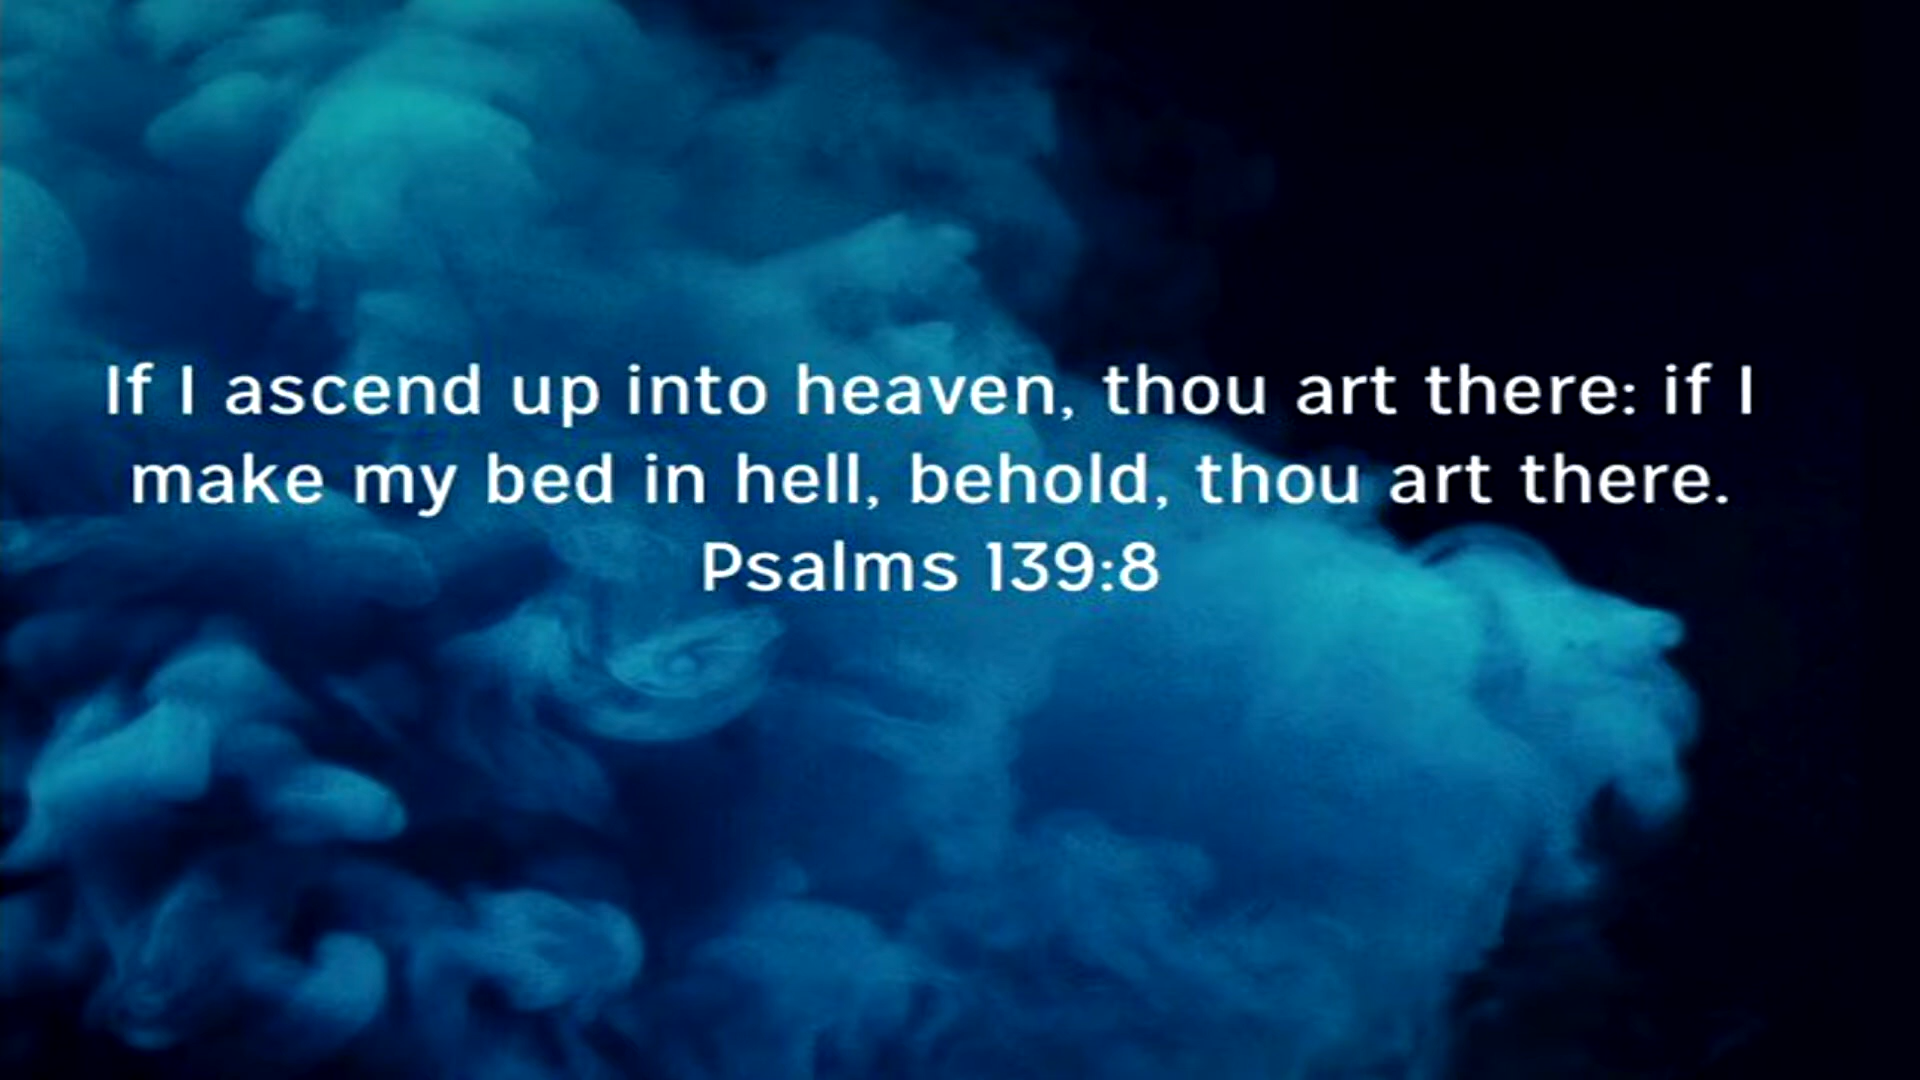 If I ascend up into heaven, thou art there: if I
make my bed in hell, behold, thou art there.
Psalms 139:8